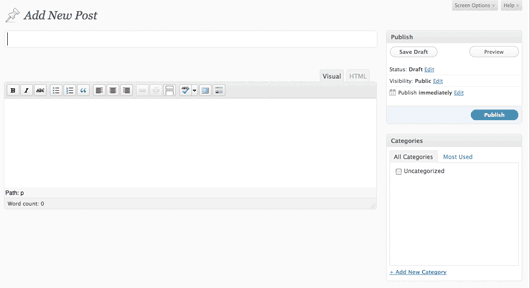 Screen Options Help
Add New Post
Visual HTML
B I ABC
Path: p
Word count: 0
Publish
Save Draft Preview
Status: Draft Edit
Visibility: Public Edit
Publish immediately Edit
Publish
Categories
All Categories Most Used
Uncategorized
+ Add New Category